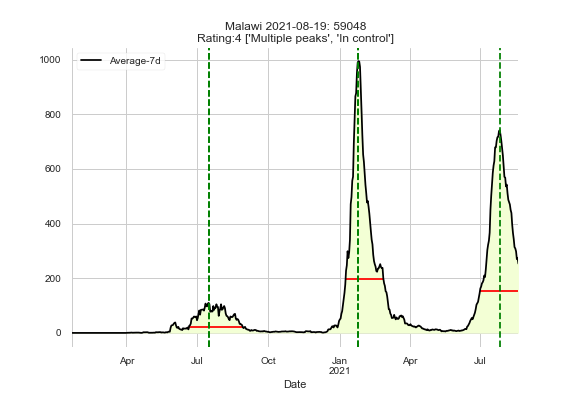 Malawi 2021-08-19: 59048
Rating:4 ['Multiple peaks', 'In control']
Average-7d
1000
800
600
400
200
0
Apr Jul Oct Jan Apr Jul
2021
Date